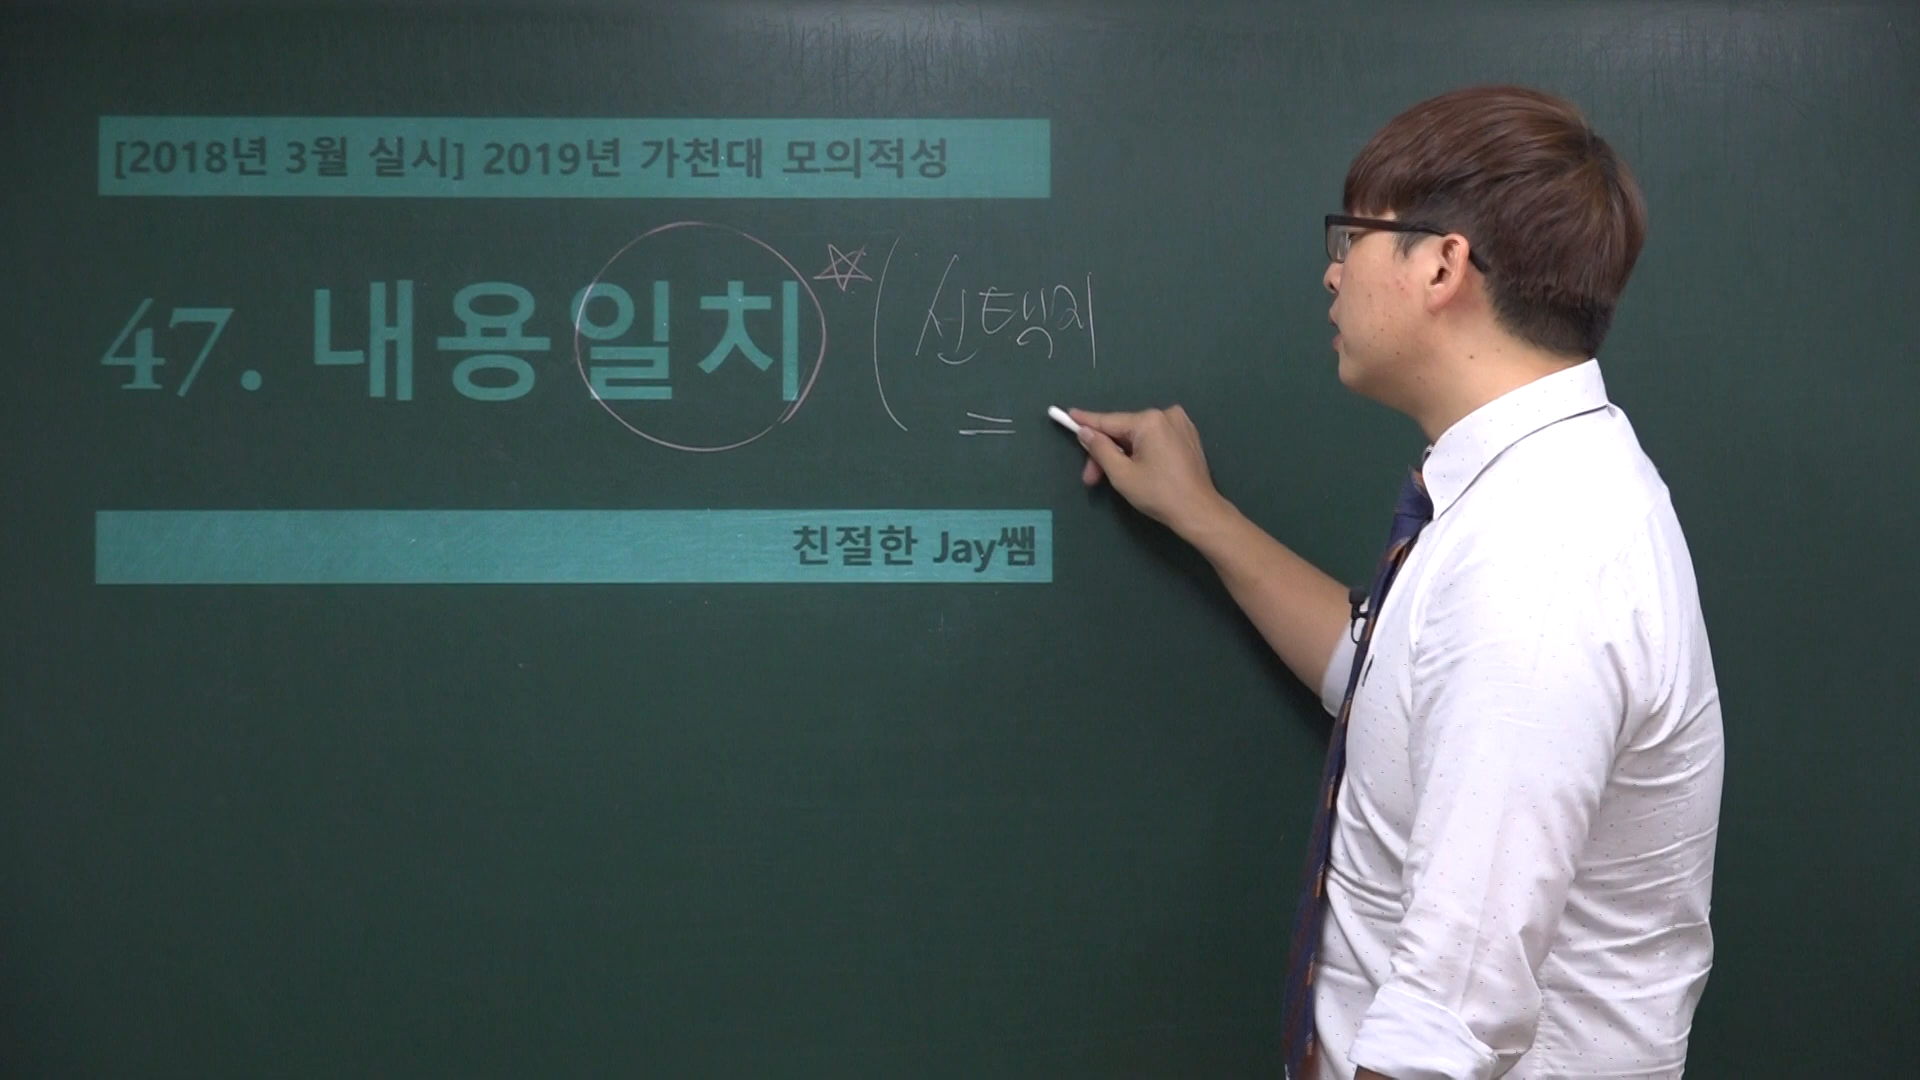 [2018년 3월 실시] 2019년 가천대 모의적성
47. 내용일치 ☆ ( 선택지
=
친절한 Jay쌤